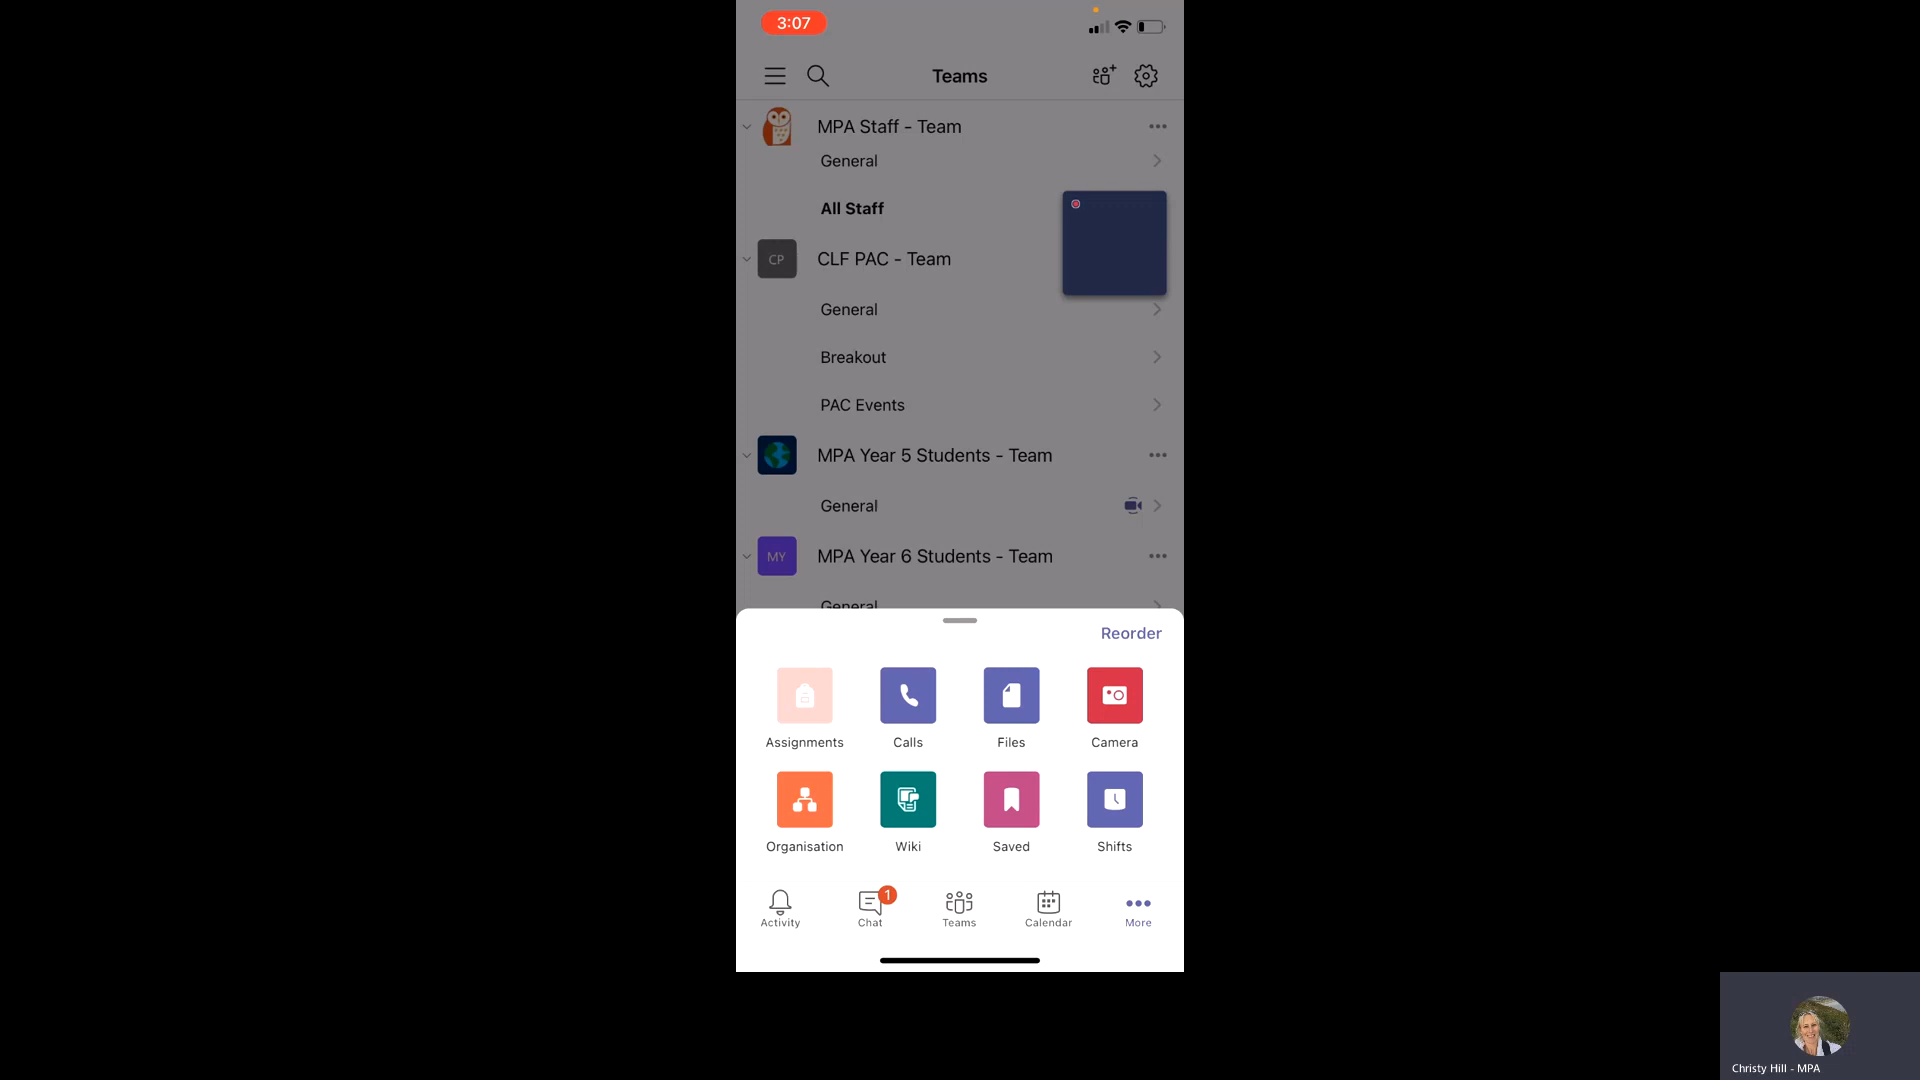 3:07
Teams
MPA Staff - Team
General
All Staff
CP
CLF PAC - Team
General
Breakout
PAC Events
MPA Year 5 Students - Team
General
MY
MPA Year 6 Students - Team
General
Reorder
Assignments Calls Files Camera
Organisation Wiki Saved Shifts
1
Activity Chat Teams Calendar More
Christy Hill - MPA